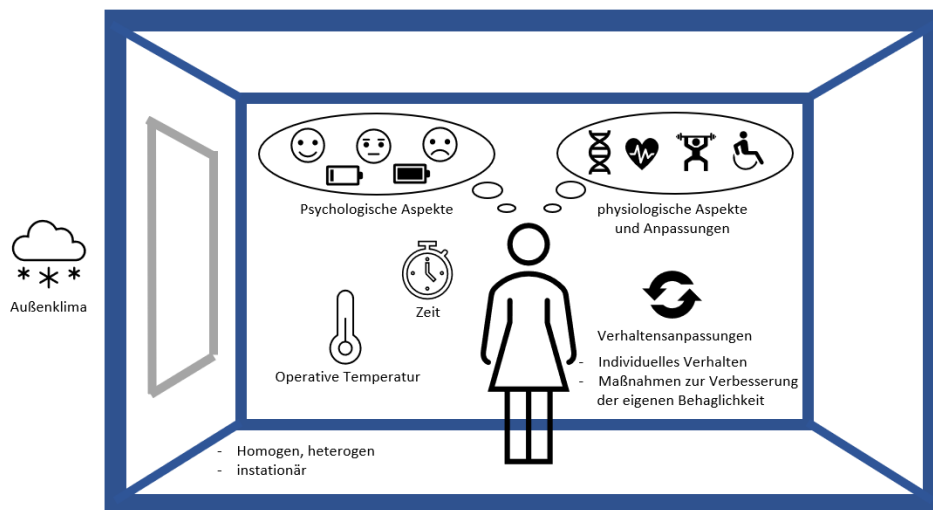 Psychologische Aspekte
physiologische Aspekte
und Anpassungen
Außenklima
Zeit
Operative Temperatur
Verhaltensanpassungen
- Individuelles Verhalten
- Maßnahmen zur Verbesserung
der eigenen Behaglichkeit
- Homogen, heterogen
- instationär